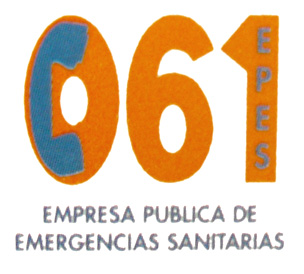 061
EPES
EMPRESA PUBLICA DE
EMERGENCIAS SANITARIAS